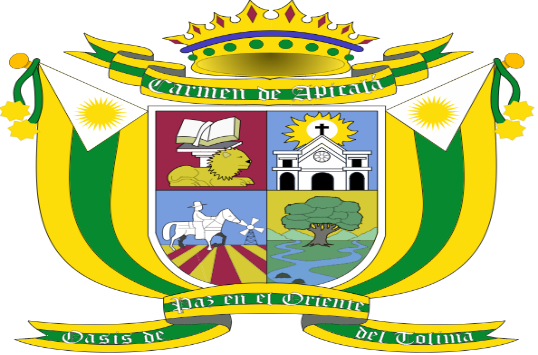 Carmen de Apicalá
Paz en el Oriente
Oasis de del Tolima